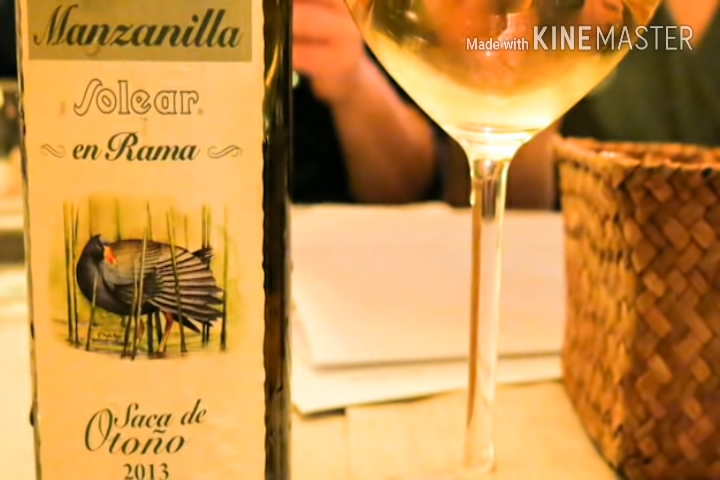 Manzanilla
Made with KINEMASTER
Solear
en Rama
Saca de
Otoño
2013